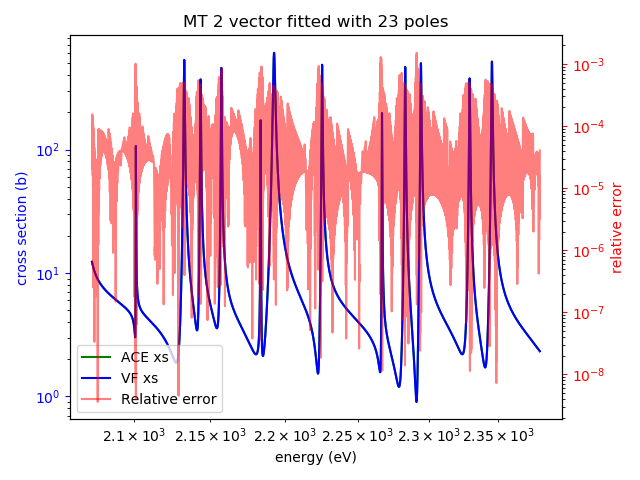 MT 2 vector fitted with 23 poles
cross section (b)
10²
10¹
10⁰
10⁻³
10⁻⁴
10⁻⁵
10⁻⁶
10⁻⁷
10⁻⁸
relative error
ACE xs
VF xs
Relative error
2.1 × 10³ 2.15 × 10³ 2.2 × 10³ 2.25 × 10³ 2.3 × 10³ 2.35 × 10³
energy (eV)